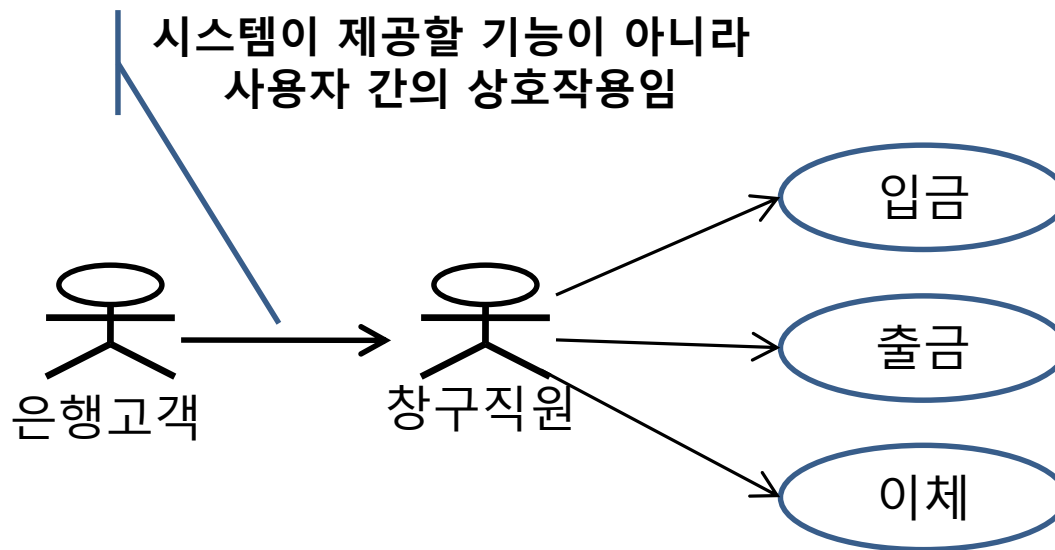 시스템이 제공할 기능이 아니라
사용자 간의 상호작용임
입금
출금
은행고객
창구직원
이체